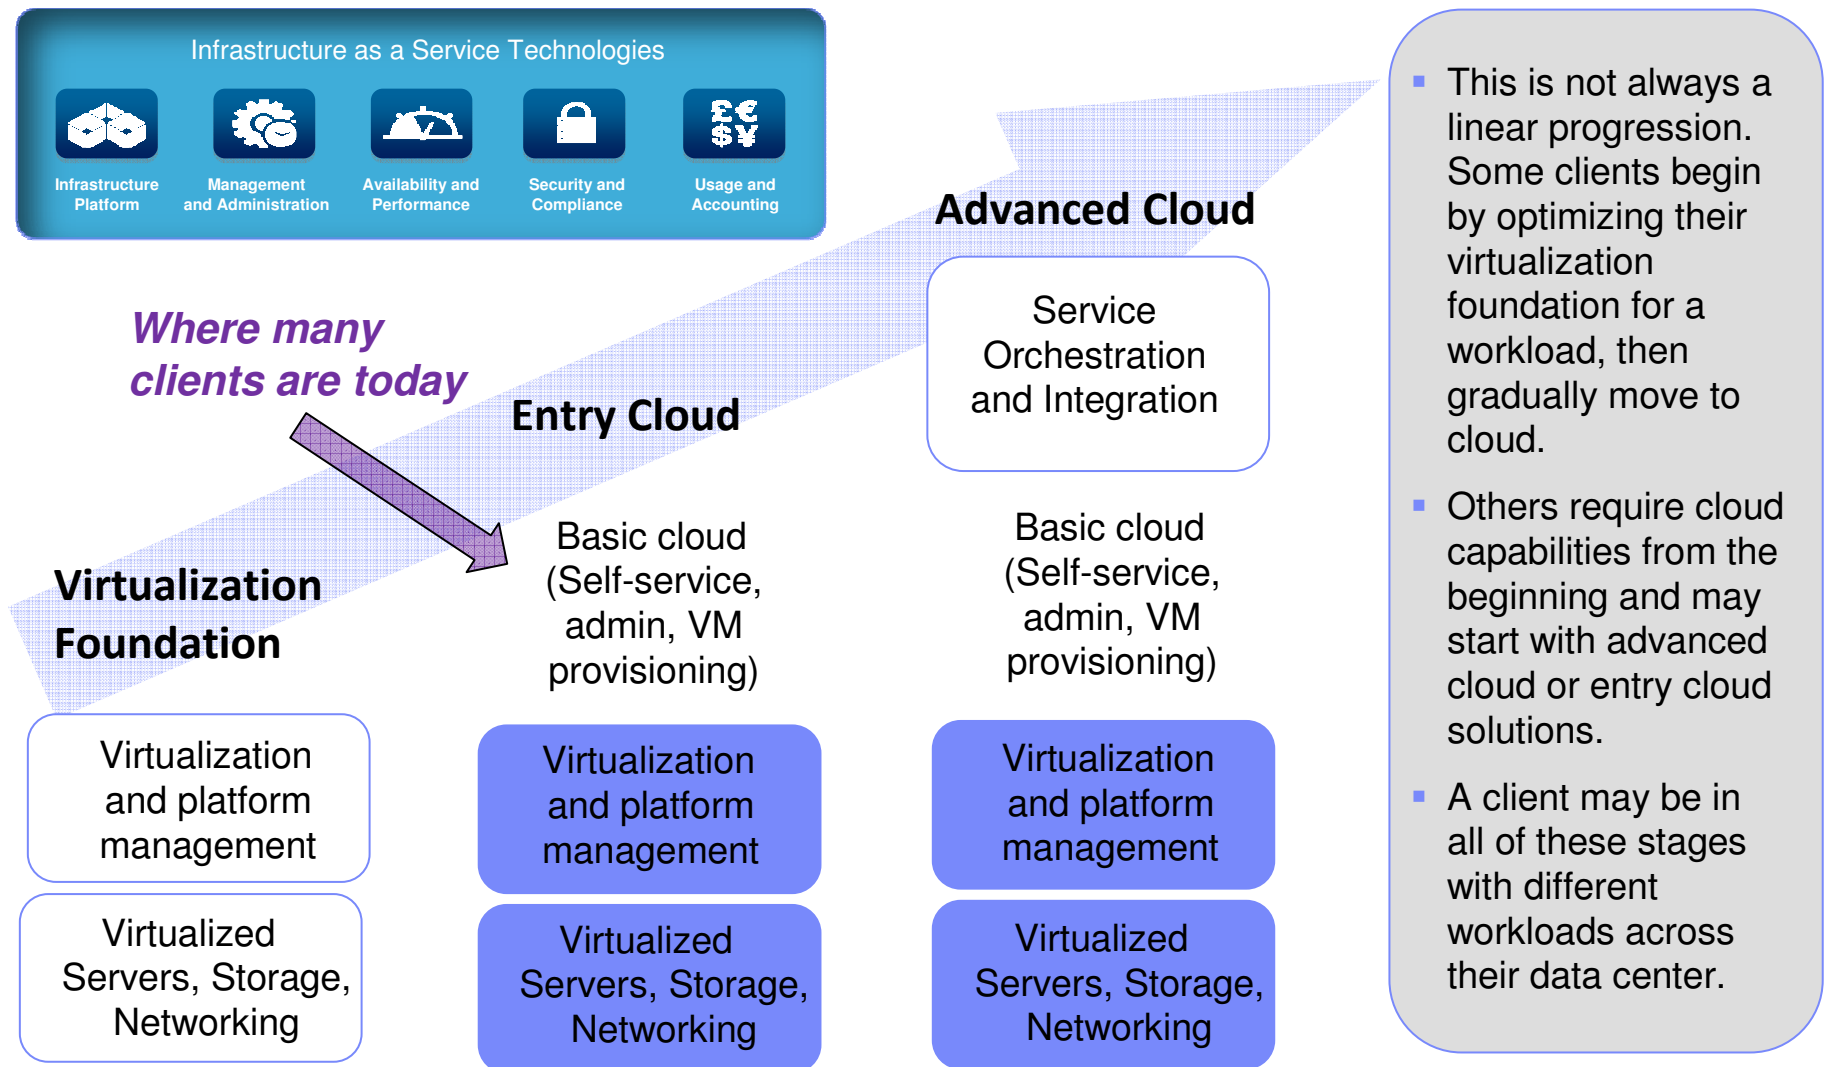 Infrastructure as a Service Technologies
Infrastructure
Platform
Management
and Administration
Availability and
Performance
Security and
Compliance
£€
$¥
Usage and
Accounting
Where many
clients are today
Virtualization
Foundation
Virtualization
and platform
management
Virtualized
Servers, Storage,
Networking
Entry Cloud
Basic cloud
(Self-service,
admin, VM
provisioning)
Virtualization
and platform
management
Virtualized
Servers, Storage,
Networking
Advanced Cloud
Service
Orchestration
and Integration
Basic cloud
(Self-service,
admin, VM
provisioning)
Virtualization
and platform
management
Virtualized
Servers, Storage,
Networking
▪ This is not always a
linear progression.
Some clients begin
by optimizing their
virtualization
foundation for a
workload, then
gradually move to
cloud.
▪ Others require cloud
capabilities from the
beginning and may
start with advanced
cloud or entry cloud
solutions.
▪ A client may be in
all of these stages
with different
workloads across
their data center.